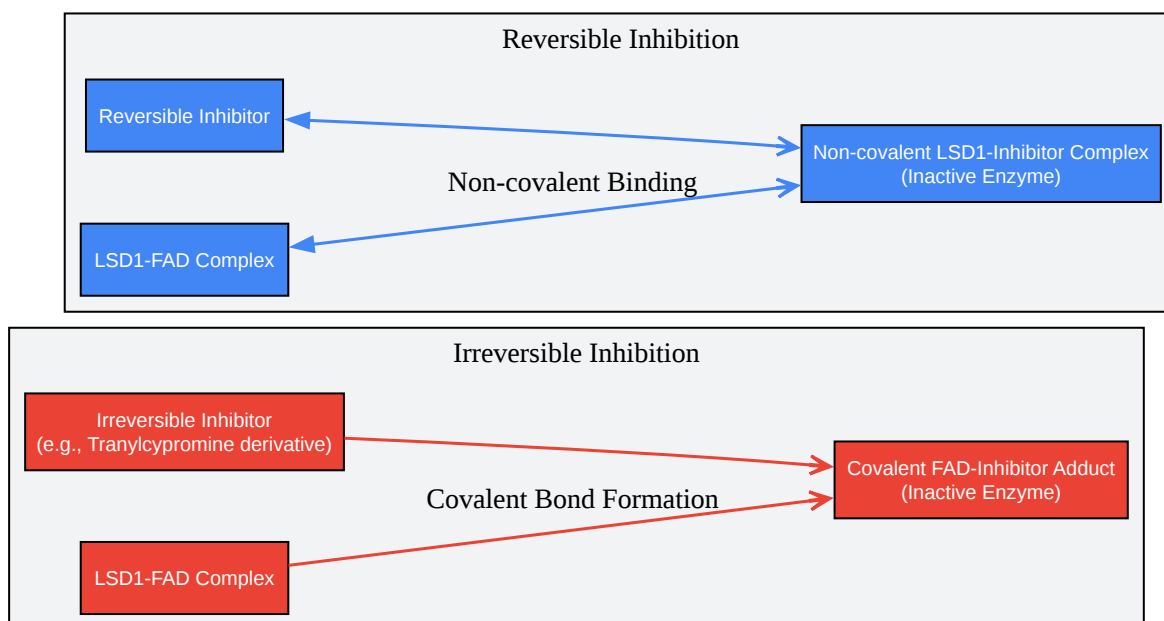 Reversible Inhibition
Reversible Inhibitor
Non-covalent LSD1-Inhibitor Complex
(Inactive Enzyme)
Non-covalent Binding
LSD1-FAD Complex
Irreversible Inhibition
Irreversible Inhibitor
(e.g., Tranylcypromine derivative)
Covalent FAD-Inhibitor Adduct
(Inactive Enzyme)
Covalent Bond Formation
LSD1-FAD Complex